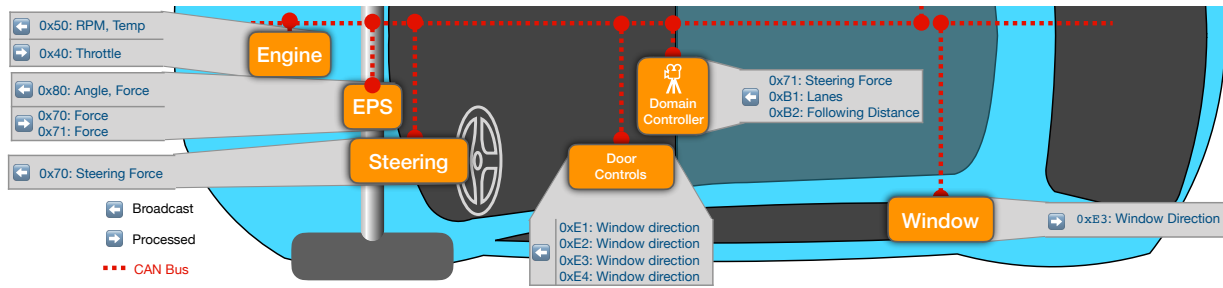 0x50: RPM, Temp
0x40: Throttle
Engine
0x80: Angle, Force
0x70: Force
0x71: Force
EPS
0x70: Steering Force
Steering
Broadcast
Processed
CAN Bus
Domain
Controller
0x71: Steering Force
0xB1: Lanes
0xB2: Following Distance
Door
Controls
0xE1: Window direction
0xE2: Window direction
0xE3: Window direction
0xE4: Window direction
Window
0xE3: Window Direction